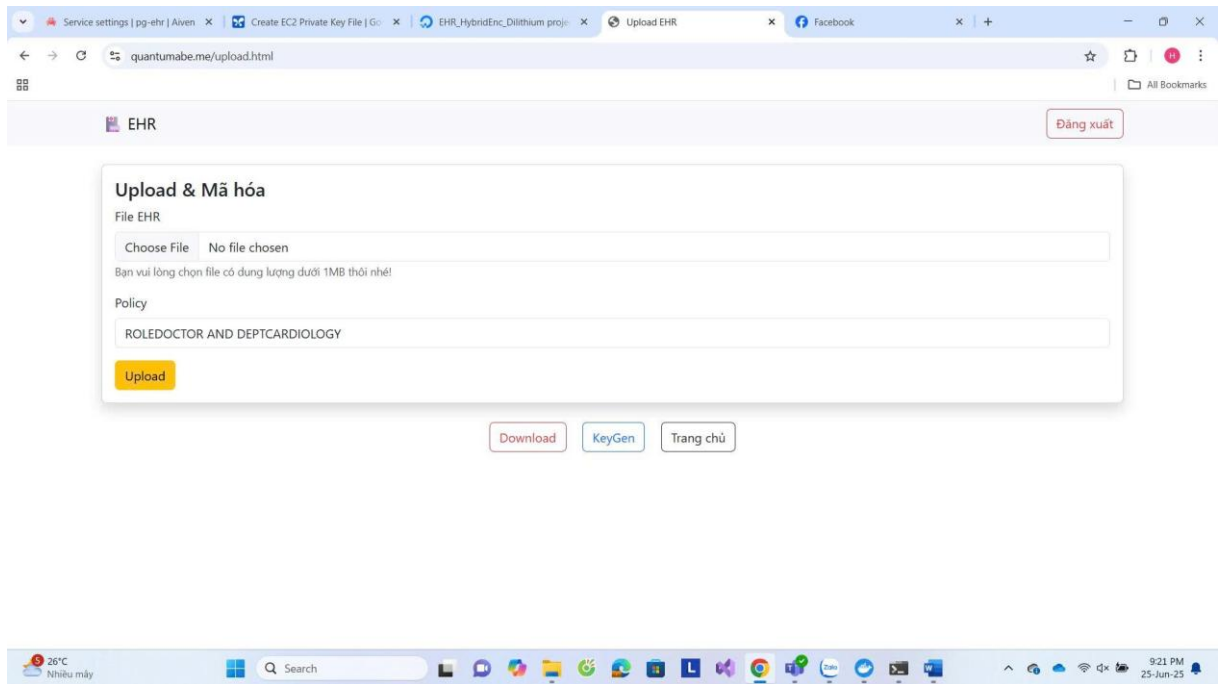 Service settings | pg-ehr | Aiven
Create EC2 Private Key File | Go
EHR_HybridEnc_Dilithium proje
Upload EHR
Facebook
quantumabe.me/upload.html
H
All Bookmarks
EHR
Đăng xuất
Upload & Mã hóa
File EHR
Choose File No file chosen
Bạn vui lòng chọn file có dung lượng dưới 1MB thôi nhé!
Policy
ROLEDOCTOR AND DEPTCARDIOLOGY
Upload
Download KeyGen Trang chủ
5
26°C
Nhiều mây
Search
L
Zalo
9:21 PM
25-Jun-25